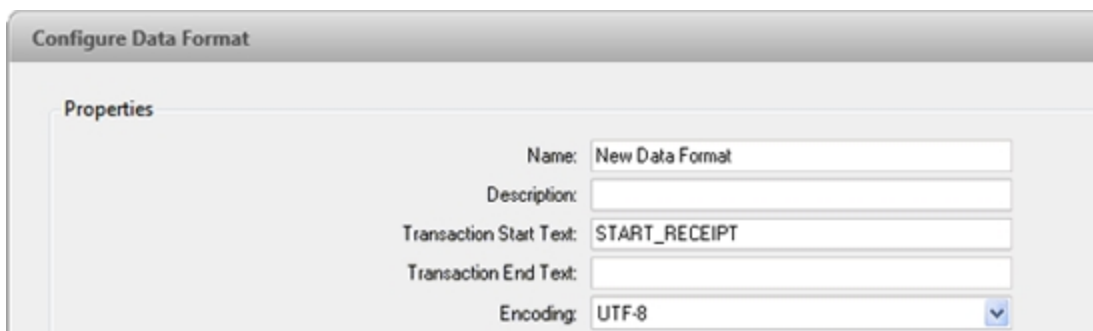 Configure Data Format
Properties
Name: New Data Format
Description:
Transaction Start Text: START_RECEIPT
Transaction End Text:
Encoding: UTF-8